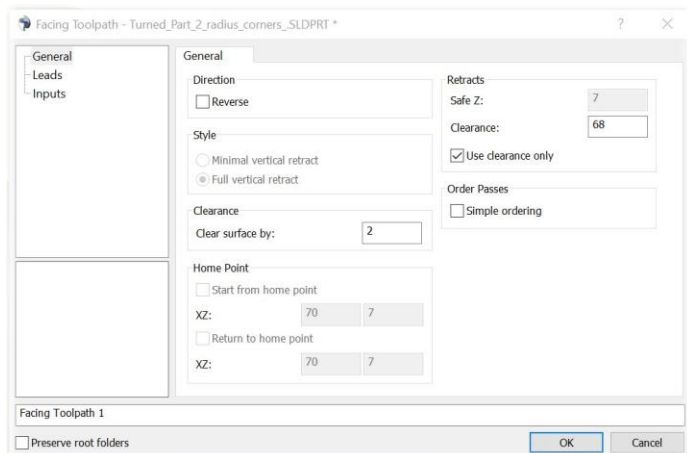 Facing Toolpath - Turned_Part_2_radius_corners_.SLDPRT *
?
General
Leads
Inputs
General
Direction
Reverse
Style
Minimal vertical retract
Full vertical retract
Clearance
Clear surface by: 2
Home Point
Start from home point
XZ: 70 7
Return to home point
XZ: 70 7
Retracts
Safe Z: 7
Clearance: 68
Use clearance only
Order Passes
Simple ordering
Facing Toolpath 1
Preserve root folders
OK Cancel